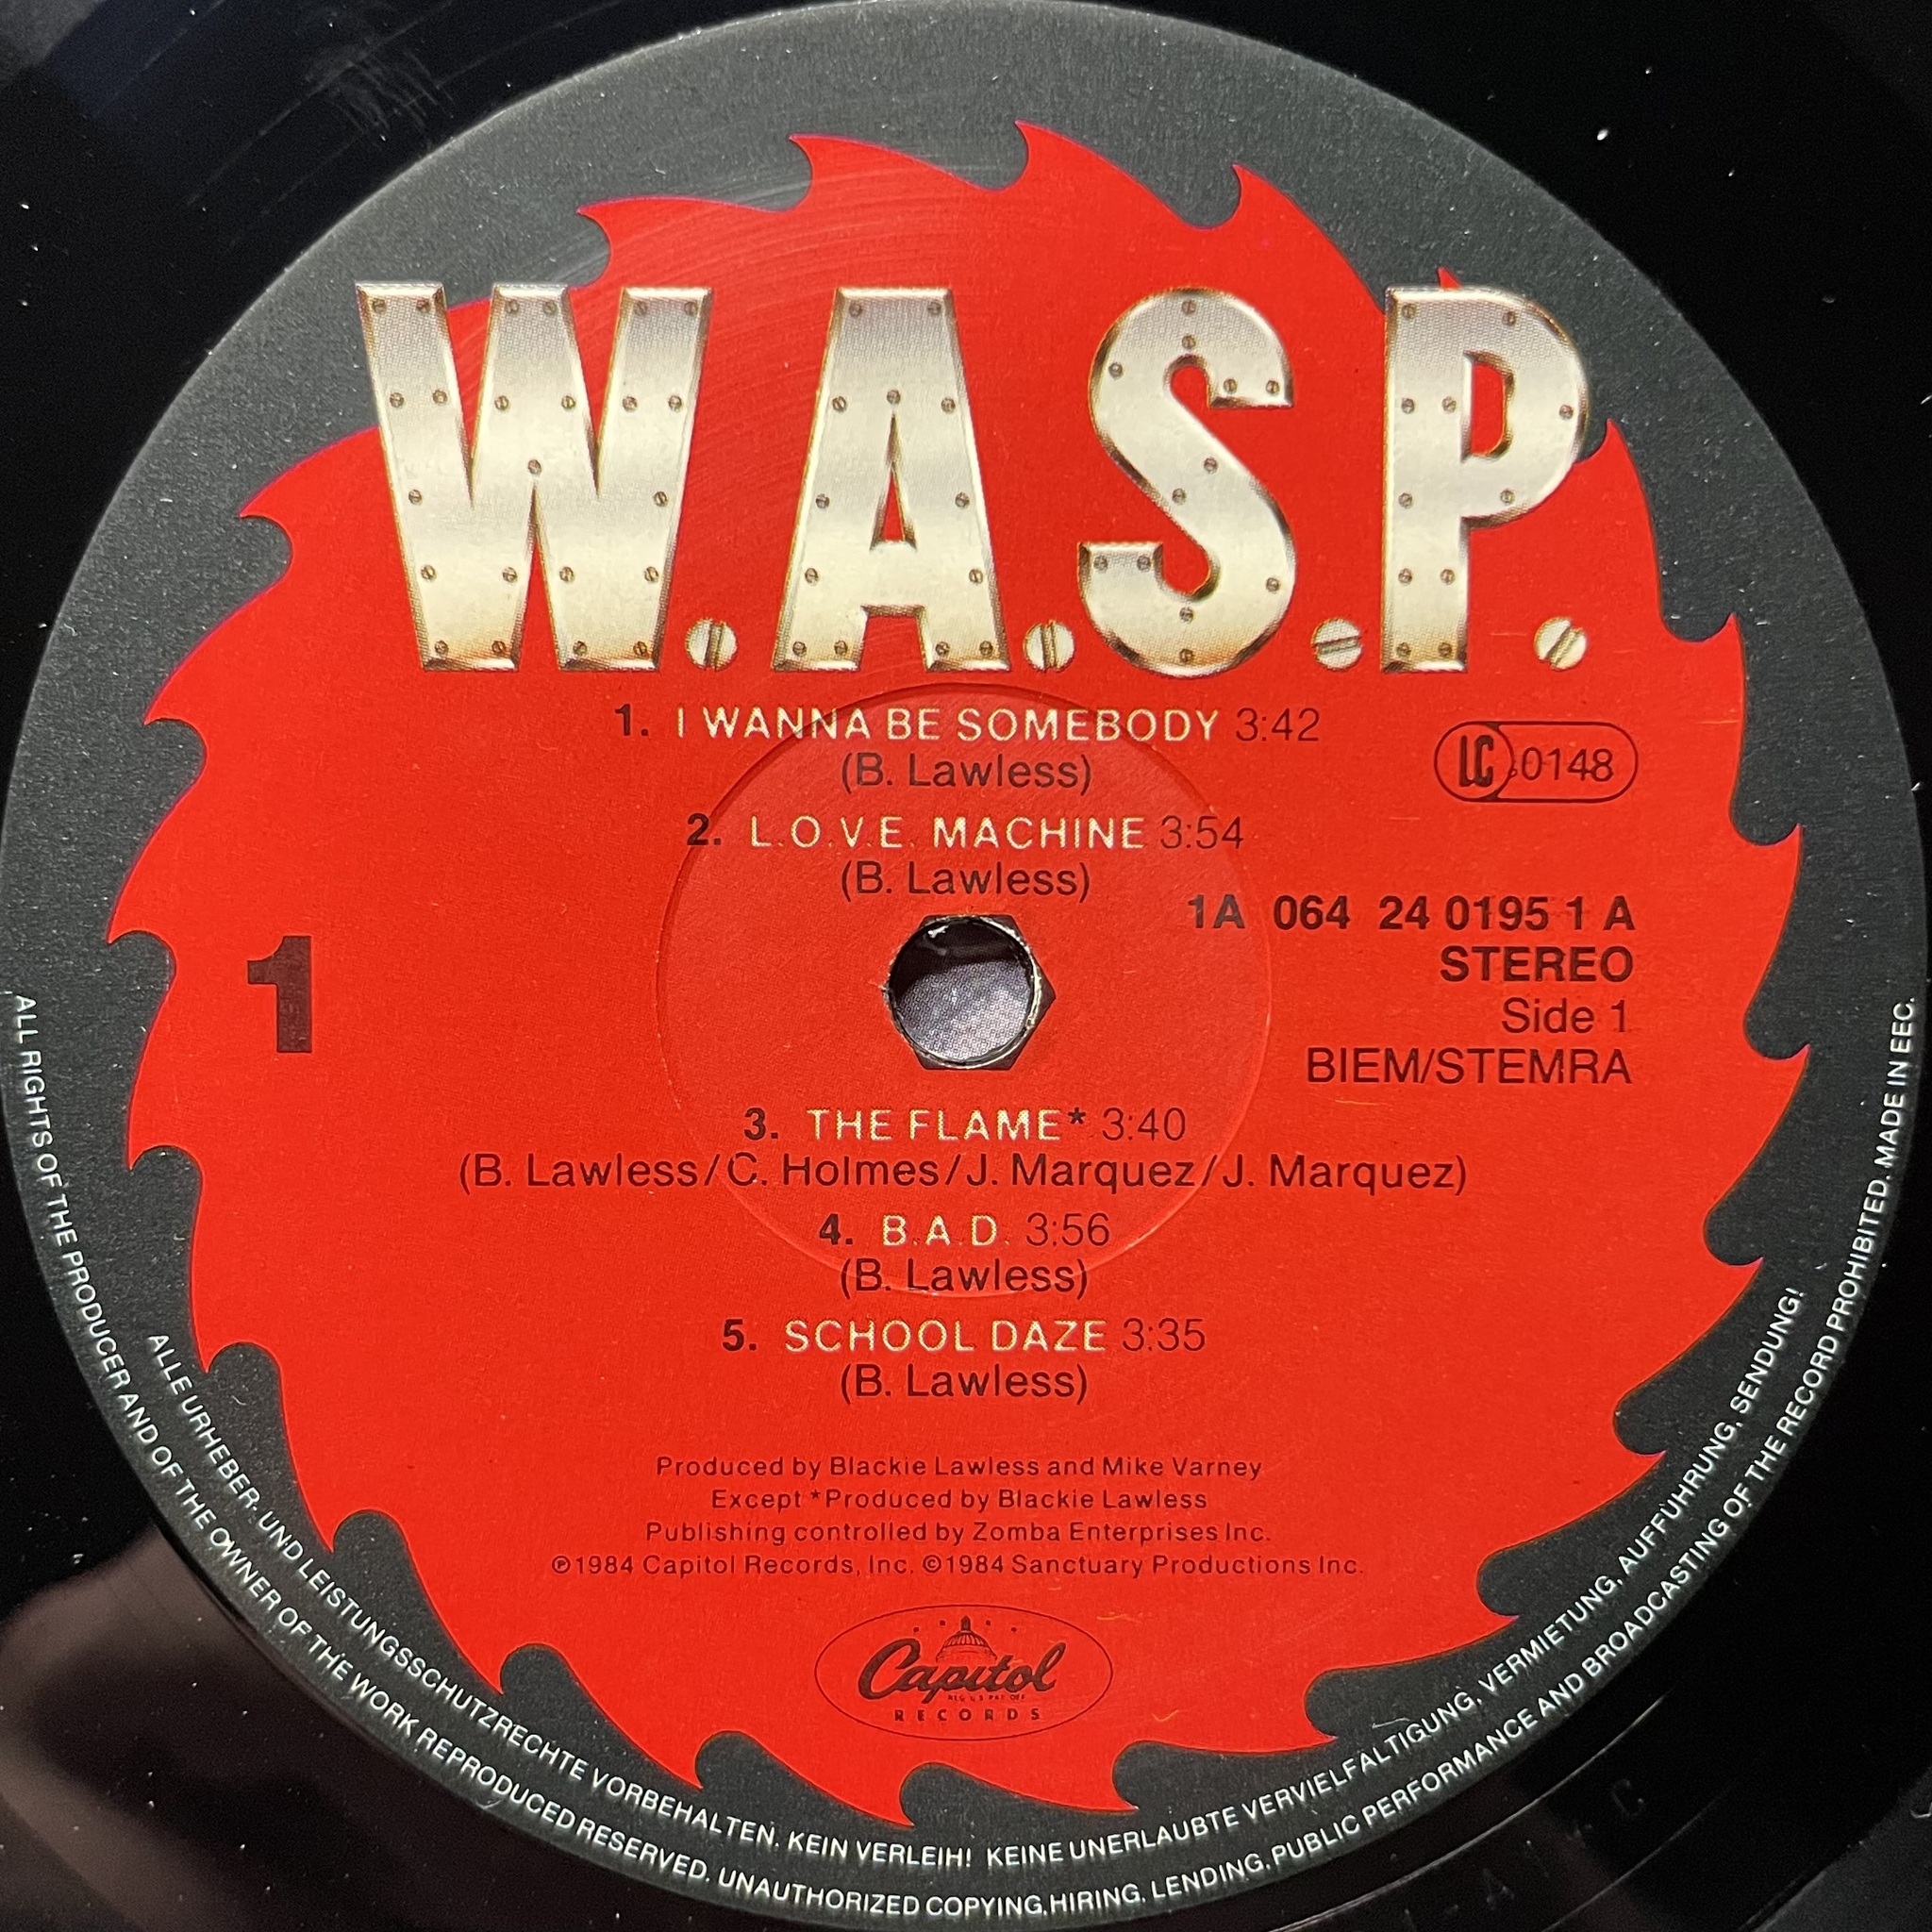 W.A.S.P.
1. I WANNA BE SOMEBODY 3:42
(B. Lawless)
LC 0148
2. L.O.V.E. MACHINE 3:54
(B. Lawless)
1A 064 24 0195 1 A
STEREO
Side 1
BIEM/STEMRA
1
3. THE FLAME* 3:40
(B. Lawless/C. Holmes/J. Marquez/J. Marquez)
4. B.A.D. 3:56
(B. Lawless)
5. SCHOOL DAZE 3:35
(B. Lawless)
Produced by Blackie Lawless and Mike Varney
Except *Produced by Blackie Lawless
Publishing controlled by Zomba Enterprises Inc.
℗1984 Capitol Records, Inc. ©1984 Sanctuary Productions Inc.
Capitol
RECORDS
ALLE URHEBER- UND LEISTUNGSSCHUTZRECHTE VORBEHALTEN. KEIN VERLEIH! KEINE UNERLAUBTE VERVIELFÄLTIGUNG, VERMIETUNG, AUFFÜHRUNG, SENDUNG!
ALL RIGHTS OF THE PRODUCER AND OF THE OWNER OF THE WORK REPRODUCED RESERVED. UNAUTHORIZED COPYING, HIRING, LENDING, PUBLIC PERFORMANCE AND BROADCASTING OF THE RECORD PROHIBITED. MADE IN EEC.